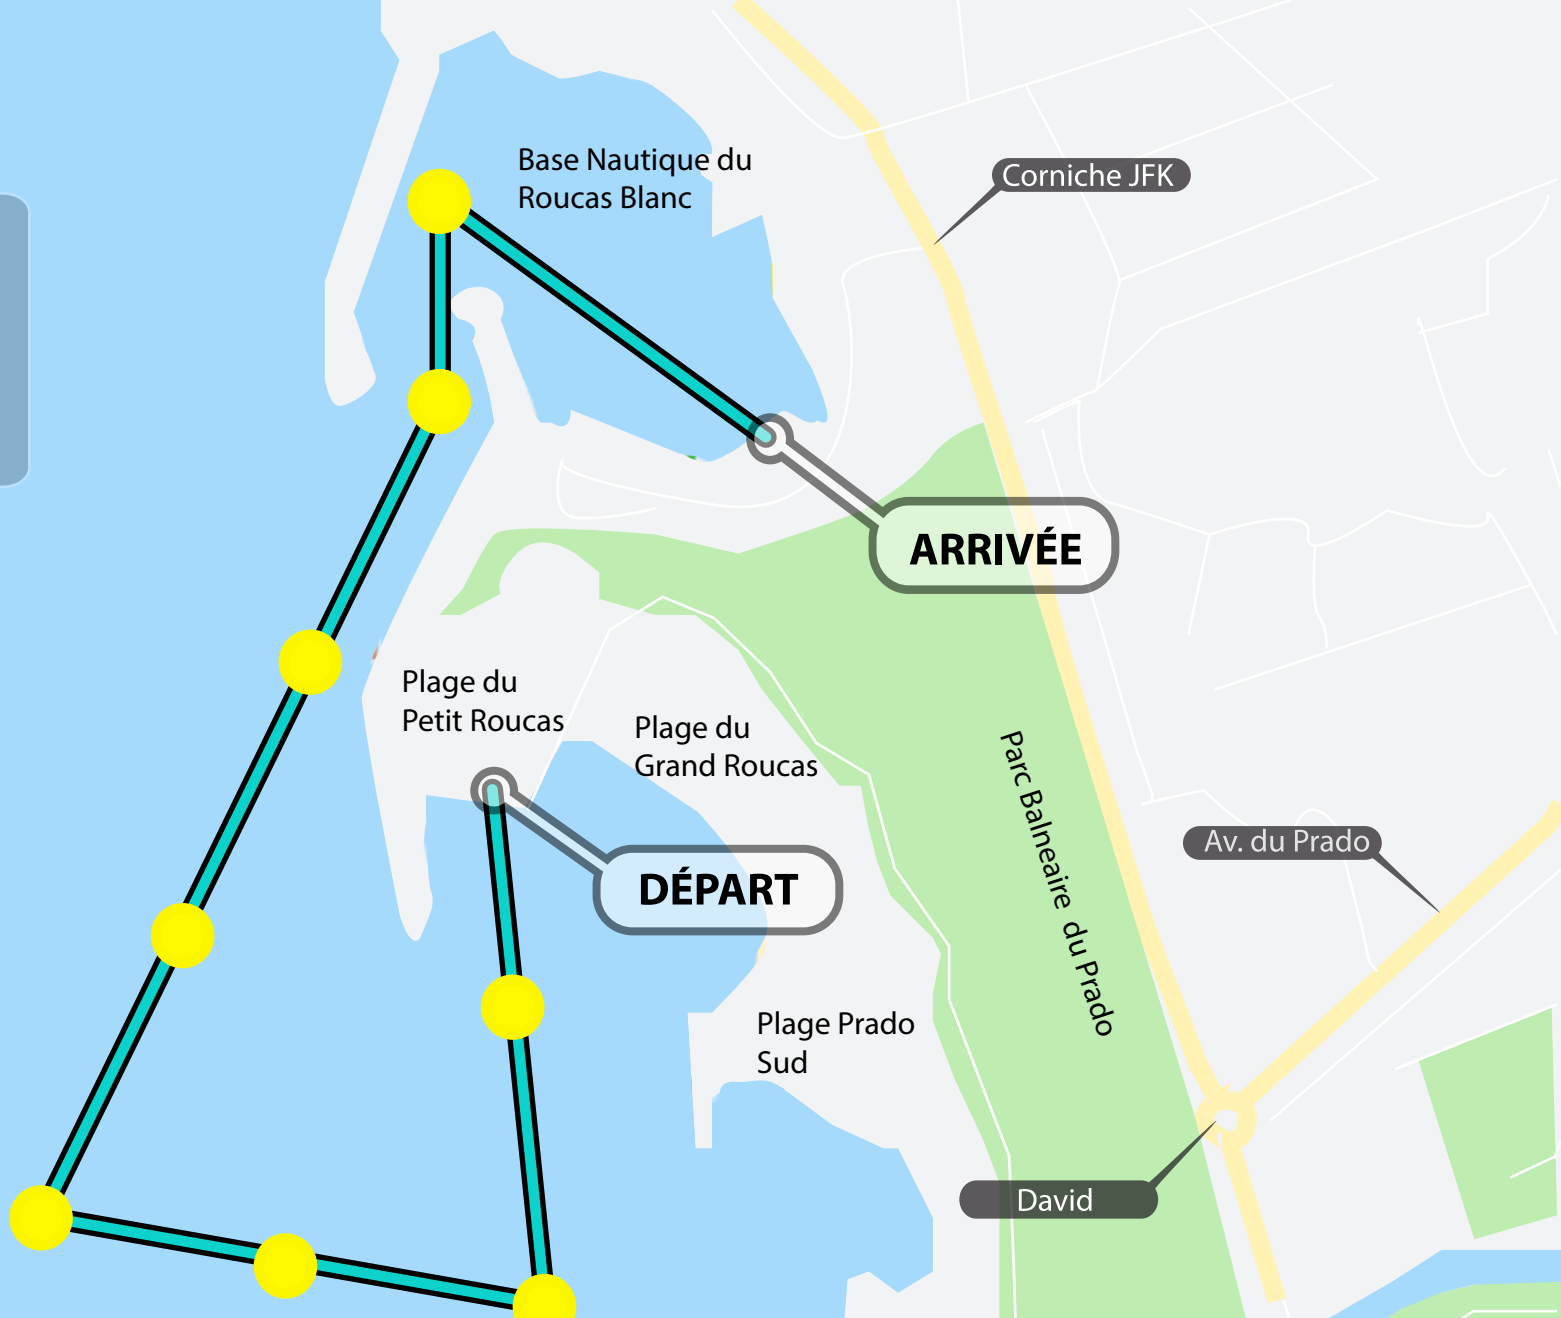 Base Nautique du
Roucas Blanc
Corniche JFK
ARRIVÉE
Plage du
Petit Roucas
Plage du
Grand Roucas
Parc Balneaire du Prado
Av. du Prado
DÉPART
Plage Prado
Sud
David